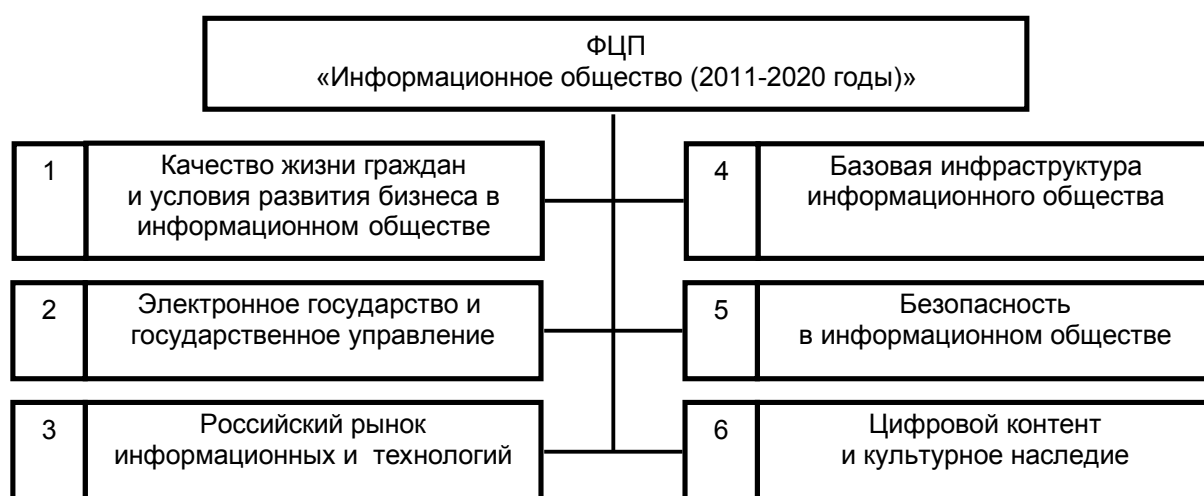 ФЦП
«Информационное общество (2011-2020 годы)»
1
Качество жизни граждан
и условия развития бизнеса в
информационном обществе
2
Электронное государство и
государственное управление
3
Российский рынок
информационных и технологий
4
Базовая инфраструктура
информационного общества
5
Безопасность
в информационном обществе
6
Цифровой контент
и культурное наследие